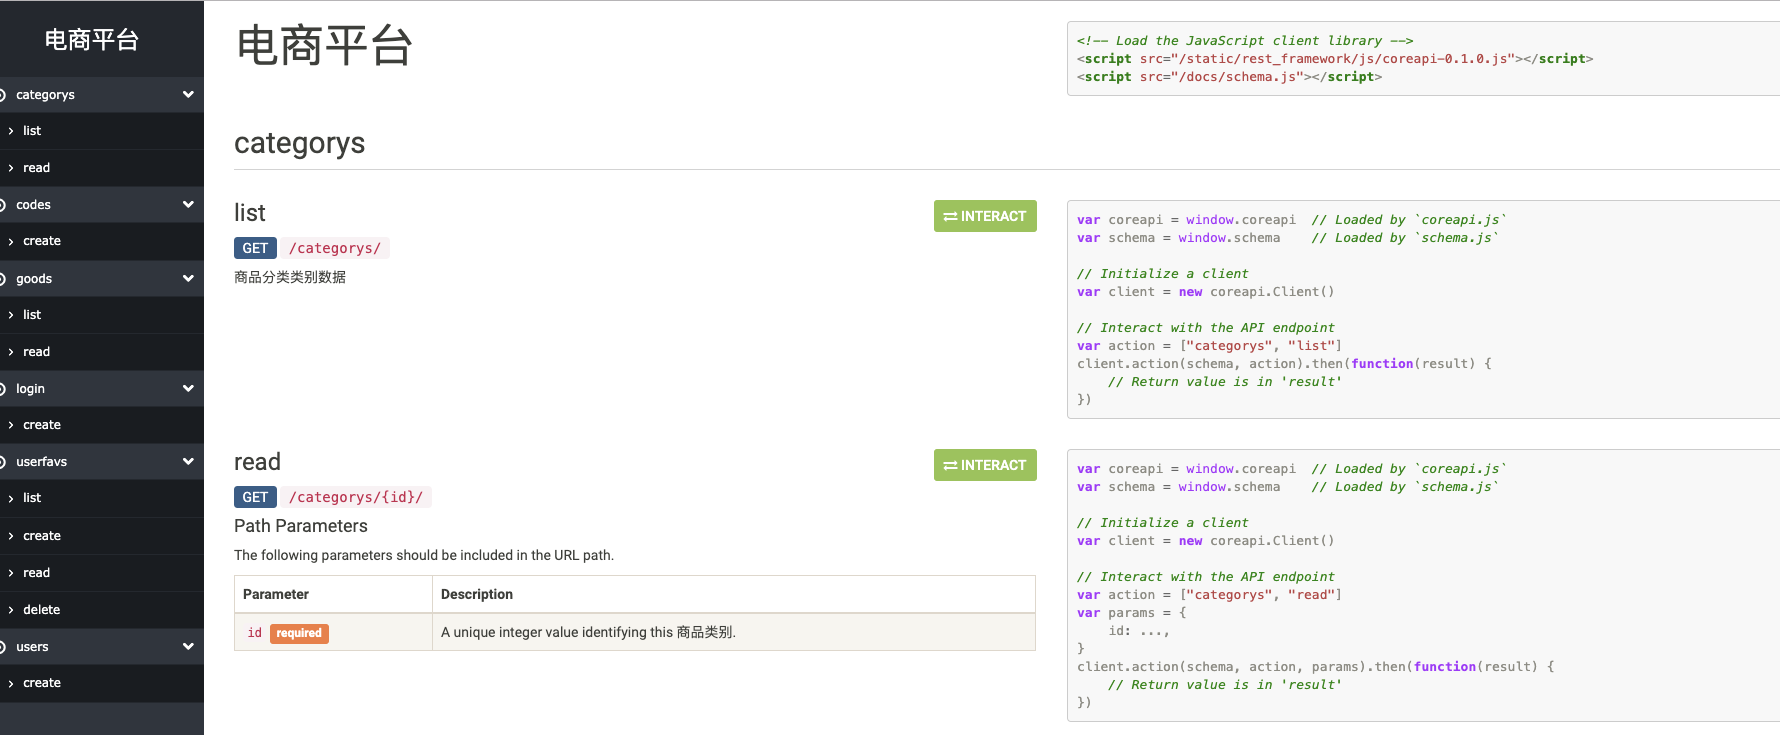 电商平台
categorys
list
read
codes
create
goods
list
read
login
create
userfavs
list
create
read
delete
users
create
电商平台
<!-- Load the JavaScript client library -->
<script src="/static/rest_framework/js/coreapi-0.1.0.js"></script>
<script src="/docs/schema.js"></script>
categorys
list
INTERACT
GET /categorys/
商品分类类别数据
var coreapi = window.coreapi  // Loaded by `coreapi.js`
var schema = window.schema    // Loaded by `schema.js`
// Initialize a client
var client = new coreapi.Client()
// Interact with the API endpoint
var action = ["categorys", "list"]
client.action(schema, action).then(function(result) {
    // Return value is in 'result'
})
read
INTERACT
GET /categorys/{id}/
Path Parameters
The following parameters should be included in the URL path.
Parameter Description
id required A unique integer value identifying this 商品类别.
var coreapi = window.coreapi  // Loaded by `coreapi.js`
var schema = window.schema    // Loaded by `schema.js`
// Initialize a client
var client = new coreapi.Client()
// Interact with the API endpoint
var action = ["categorys", "read"]
var params = {
    id: ...,
}
client.action(schema, action, params).then(function(result) {
    // Return value is in 'result'
})